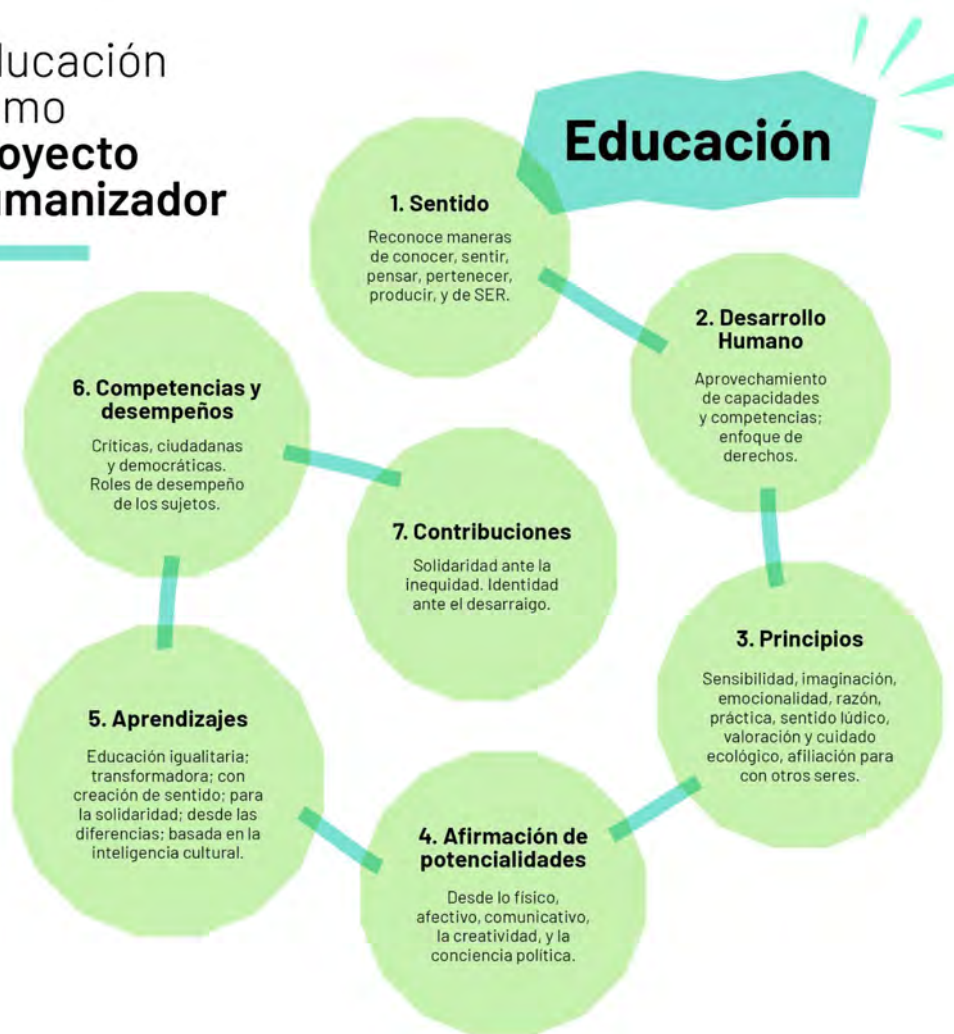 ducación
omo
royecto
umanizador
Educación
1. Sentido
Reconoce maneras
de conocer, sentir,
pensar, pertenecer,
producir, y de SER.
2. Desarrollo
Humano
Aprovechamiento
de capacidades
y competencias;
enfoque de
derechos.
3. Principios
Sensibilidad, imaginación,
emocionalidad, razón,
práctica, sentido lúdico,
valoración y cuidado
ecológico, afiliación para
con otros seres.
4. Afirmación de
potencialidades
Desde lo físico,
afectivo, comunicativo,
la creatividad, y la
conciencia política.
5. Aprendizajes
Educación igualitaria;
transformadora; con
creación de sentido; para
la solidaridad; desde las
diferencias; basada en la
inteligencia cultural.
6. Competencias y
desempeños
Críticas, ciudadanas
y democráticas.
Roles de desempeño
de los sujetos.
7. Contribuciones
Solidaridad ante la
inequidad. Identidad
ante el desarraigo.